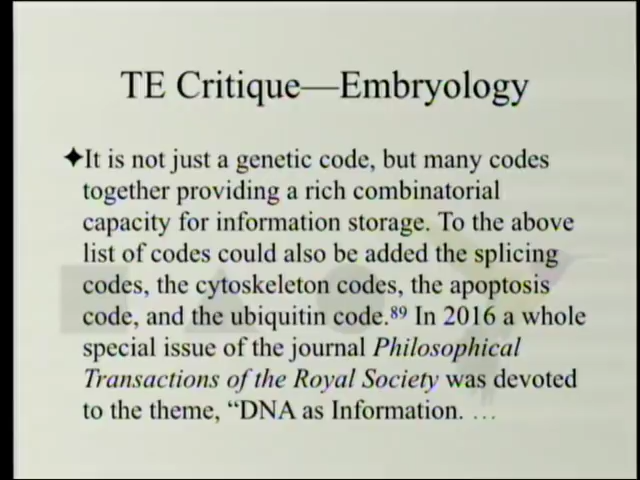 TE Critique—Embryology
✦It is not just a genetic code, but many codes
together providing a rich combinatorial
capacity for information storage. To the above
list of codes could also be added the splicing
codes, the cytoskeleton codes, the apoptosis
code, and the ubiquitin code.⁸⁹ In 2016 a whole
special issue of the journal Philosophical
Transactions of the Royal Society was devoted
to the theme, “DNA as Information. …